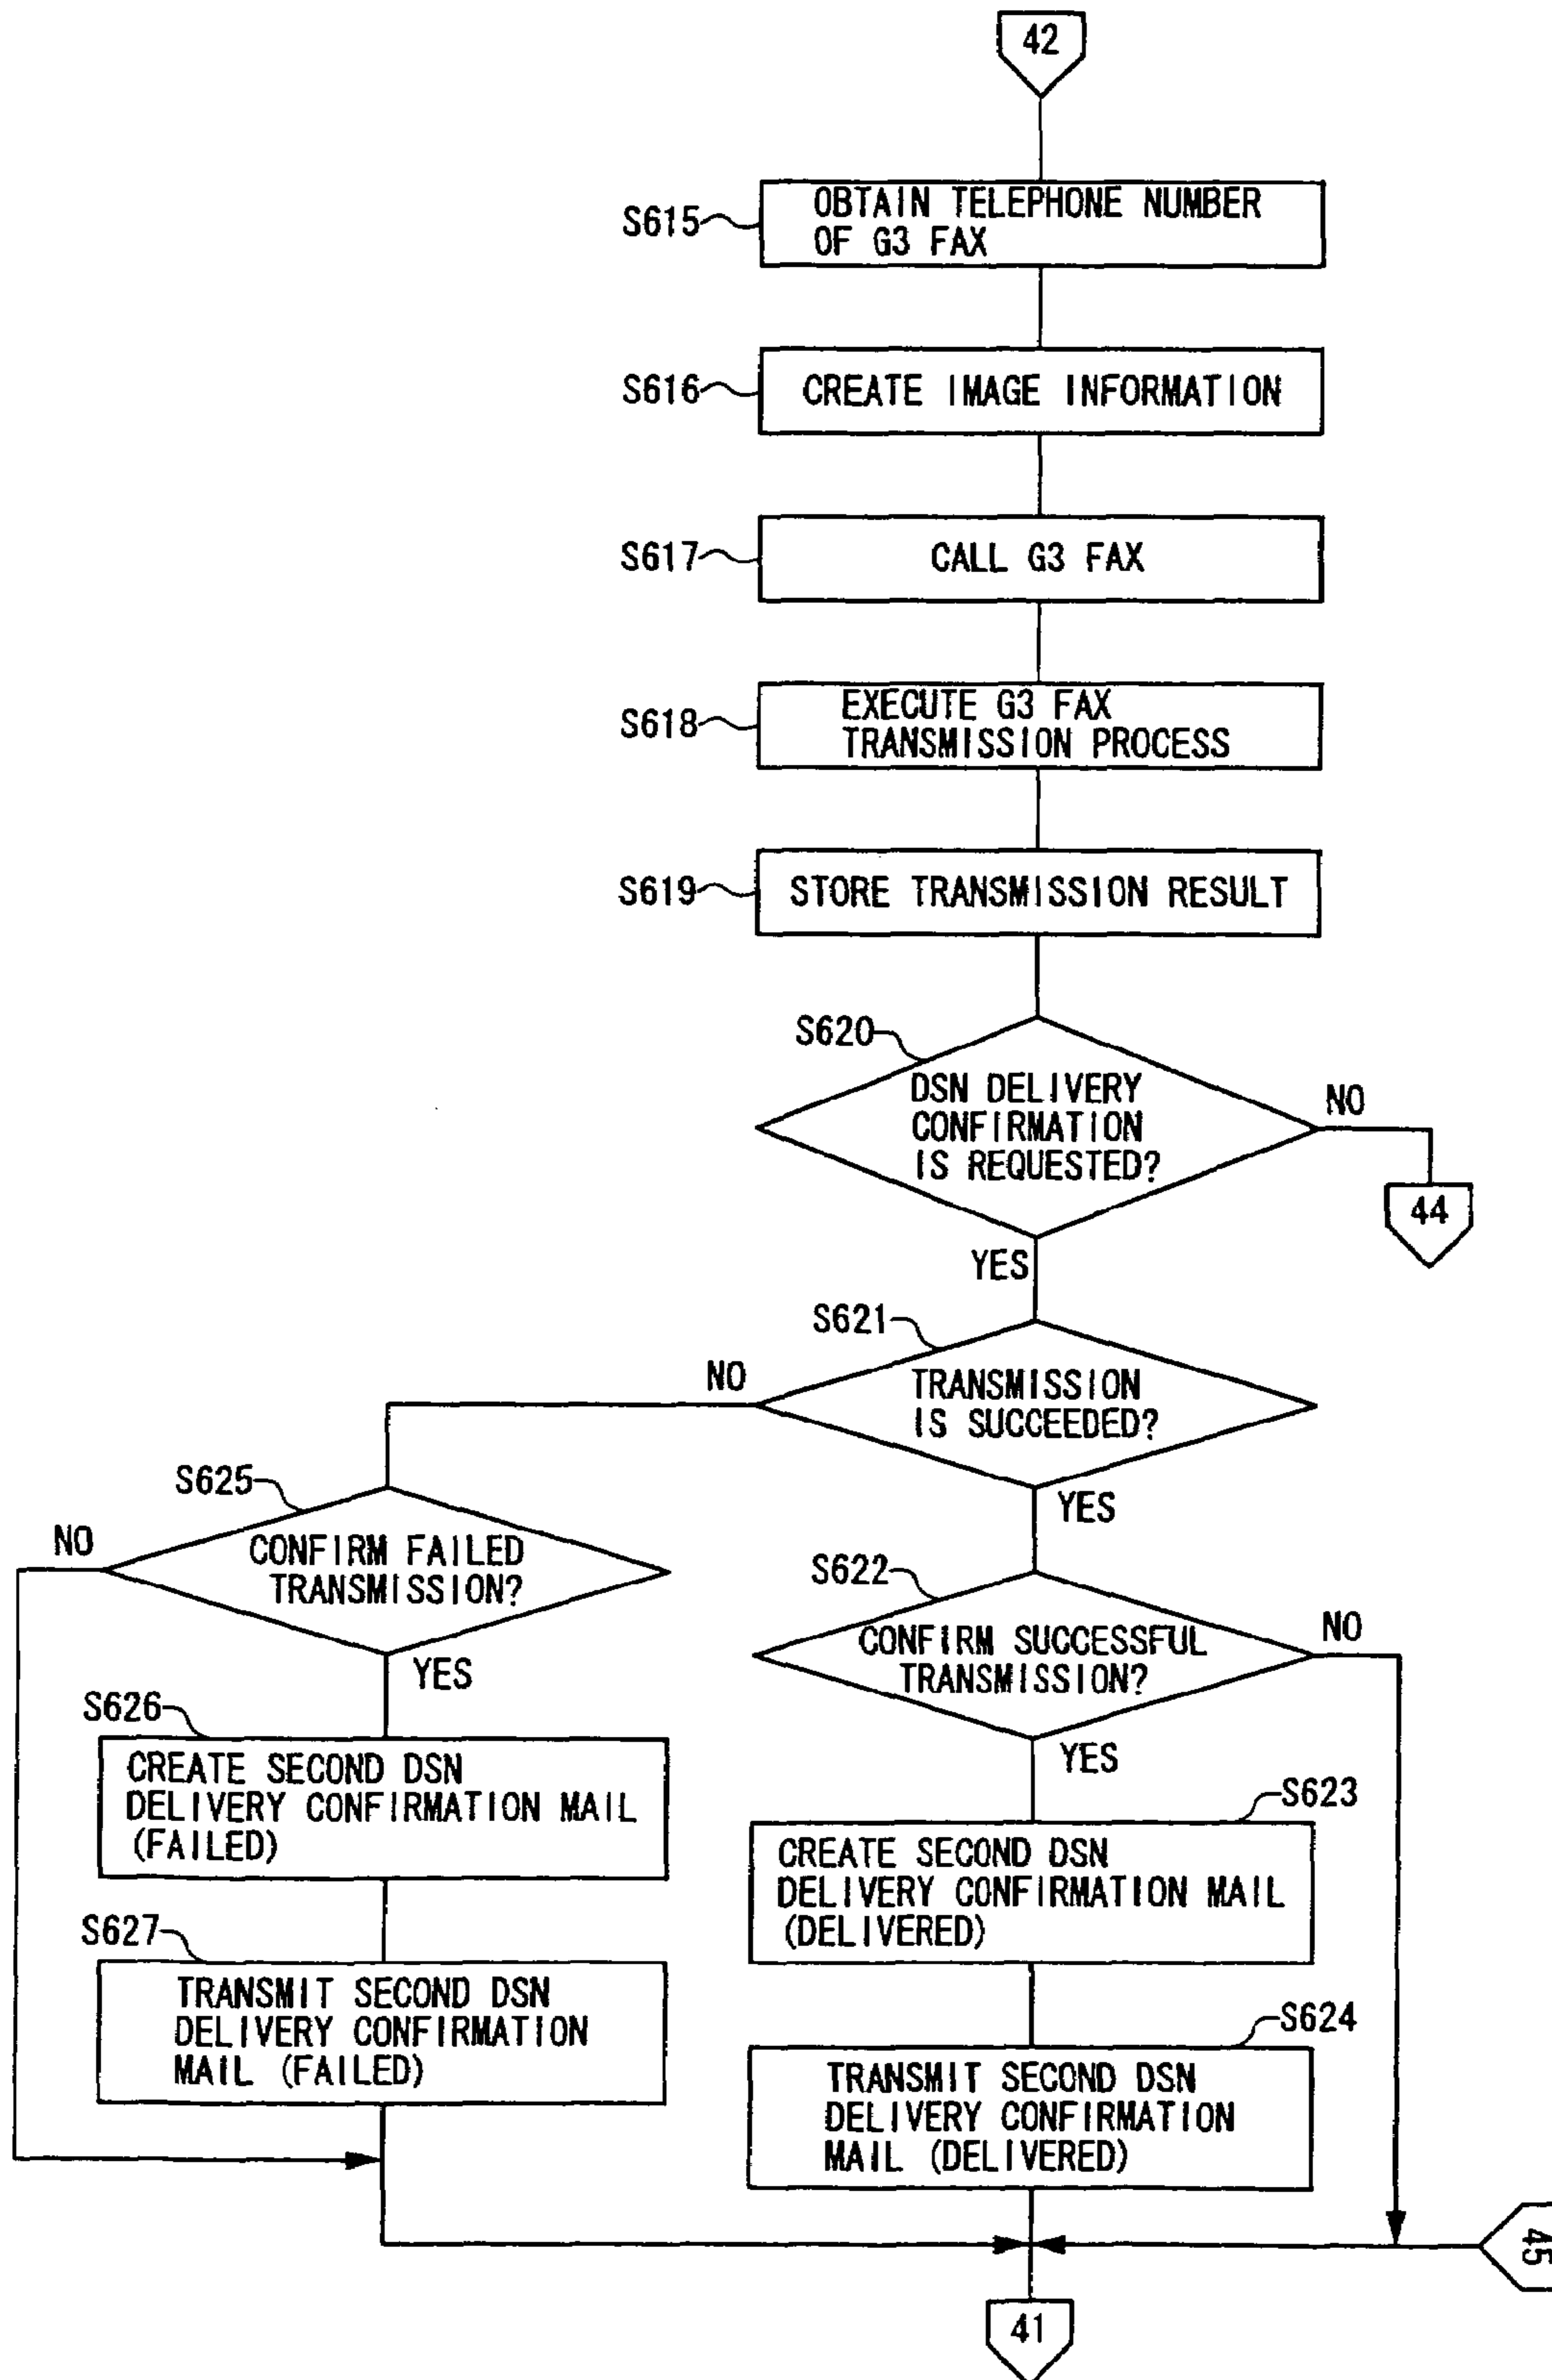 42
S615
OBTAIN TELEPHONE NUMBER
OF G3 FAX
S616
CREATE IMAGE INFORMATION
S617
CALL G3 FAX
S618
EXECUTE G3 FAX
TRANSMISSION PROCESS
S619
STORE TRANSMISSION RESULT
S620
DSN DELIVERY
CONFIRMATION
IS REQUESTED?
NO
44
YES
S621
TRANSMISSION
IS SUCCEEDED?
NO
YES
S625
CONFIRM FAILED
TRANSMISSION?
NO
YES
S622
CONFIRM SUCCESSFUL
TRANSMISSION?
NO
YES
S626
CREATE SECOND DSN
DELIVERY CONFIRMATION MAIL
(FAILED)
S623
CREATE SECOND DSN
DELIVERY CONFIRMATION MAIL
(DELIVERED)
S627
TRANSMIT SECOND DSN
DELIVERY CONFIRMATION
MAIL (FAILED)
S624
TRANSMIT SECOND DSN
DELIVERY CONFIRMATION
MAIL (DELIVERED)
45
41